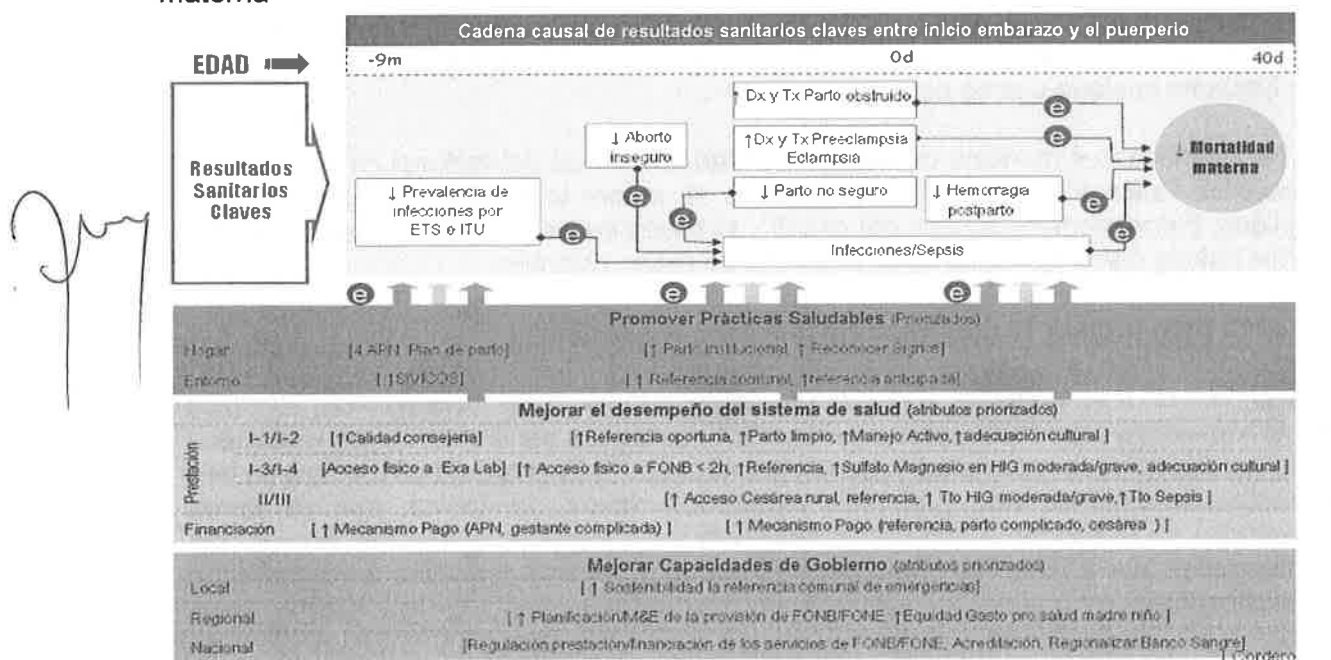 materna
Cadena causal de resultados sanitarios claves entre inicio embarazo y el puerperio
EDAD
-9m 0d 40d
Resultados
Sanitarios
Claves
↑ Dx y Tx Parto obstruido
e
↓ Aborto
inseguro
↑Dx y Tx Preeclampsia
Eclampsia
e
↓ Mortalidad
materna
↓ Prevalencia de
infecciones por
ETS o ITU
e
↓ Parto no seguro
↓ Hemorragia
postparto
e
e
e
Infecciones/Sepsis
e
e e e
Promover Prácticas Saludables (Priorizados)
Hogar [4 APN, Plan de parto] [↑ Parto institucional, ↑ Reconocer Signos]
Entorno [↑SIVICOS] [↑ Referencia comunal, ↑referencia anticipada]
Mejorar el desempeño del sistema de salud (atributos priorizados)
Prestación
I-1/I-2 [↑Calidad consejeria] [↑Referencia oportuna, ↑Parto limpio, ↑Manejo Activo, ↑adecuación cultural ]
I-3/I-4 [Acceso fisico a Exa Lab] [↑ Acceso fisico a FONB < 2h, ↑Referencia, ↑Sulfato Magnesio en HIG moderada/grave, adecuación cultural ]
II/III [↑ Acceso Cesárea rural, referencia, ↑ Tto HIG moderada/grave,↑Tto Sepsis ]
Financiación [ ↑ Mecanismo Pago (APN, gestante complicada) ] [ ↑ Mecanismo Pago (referencia, parto complicado, cesárea ) ]
Mejorar Capacidades de Gobierno (atributos priorizados)
Local [ ↑ Sostenibilidad la referencia comunal de emergencias]
Regional [ ↑ Planificación/M&E de la provisión de FONB/FONE, ↑Equidad Gasto pro salud madre niño ]
Nacional [Regulación prestación/financiación de los servicios de FONB/FONE, Acreditación, Regionalizar Banco Sangre]
L Cordero